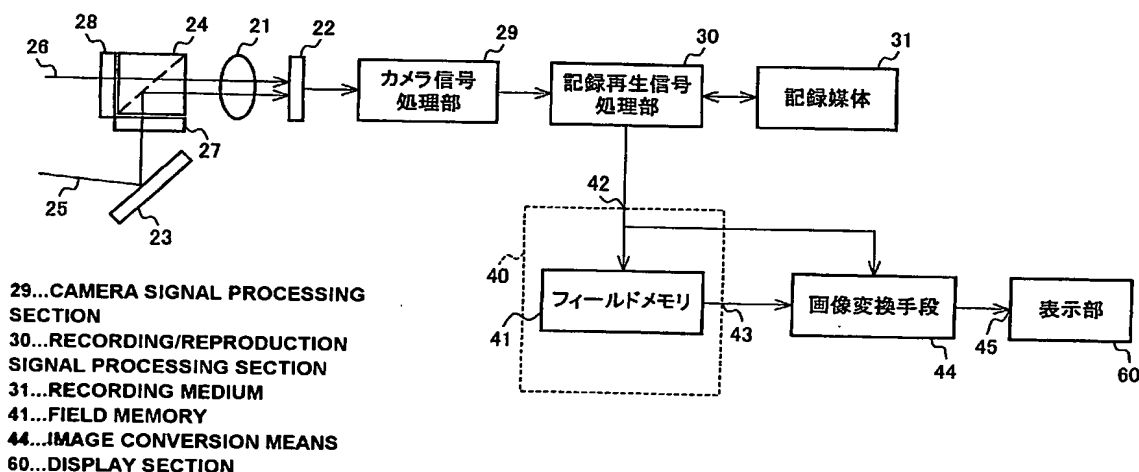 28
24
21
22
29
30
31
26
カメラ信号
処理部
記録再生信号
処理部
記録媒体
27
25
23
42
40
フィールドメモリ
画像変換手段
表示部
41
43
44
45
60
29...CAMERA SIGNAL PROCESSING
SECTION
30...RECORDING/REPRODUCTION
SIGNAL PROCESSING SECTION
31...RECORDING MEDIUM
41...FIELD MEMORY
44...IMAGE CONVERSION MEANS
60...DISPLAY SECTION